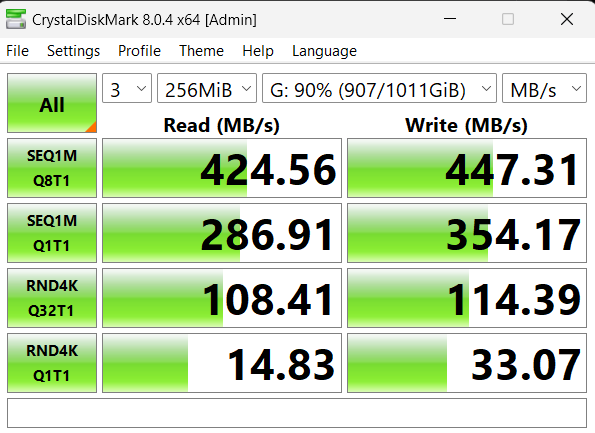 CrystalDiskMark 8.0.4 x64 [Admin]
File Settings Profile Theme Help Language
All 3 256MiB G: 90% (907/1011GiB) MB/s
Read (MB/s) Write (MB/s)
SEQ1M
Q8T1
424.56 447.31
SEQ1M
Q1T1
286.91 354.17
RND4K
Q32T1
108.41 114.39
RND4K
Q1T1
14.83 33.07